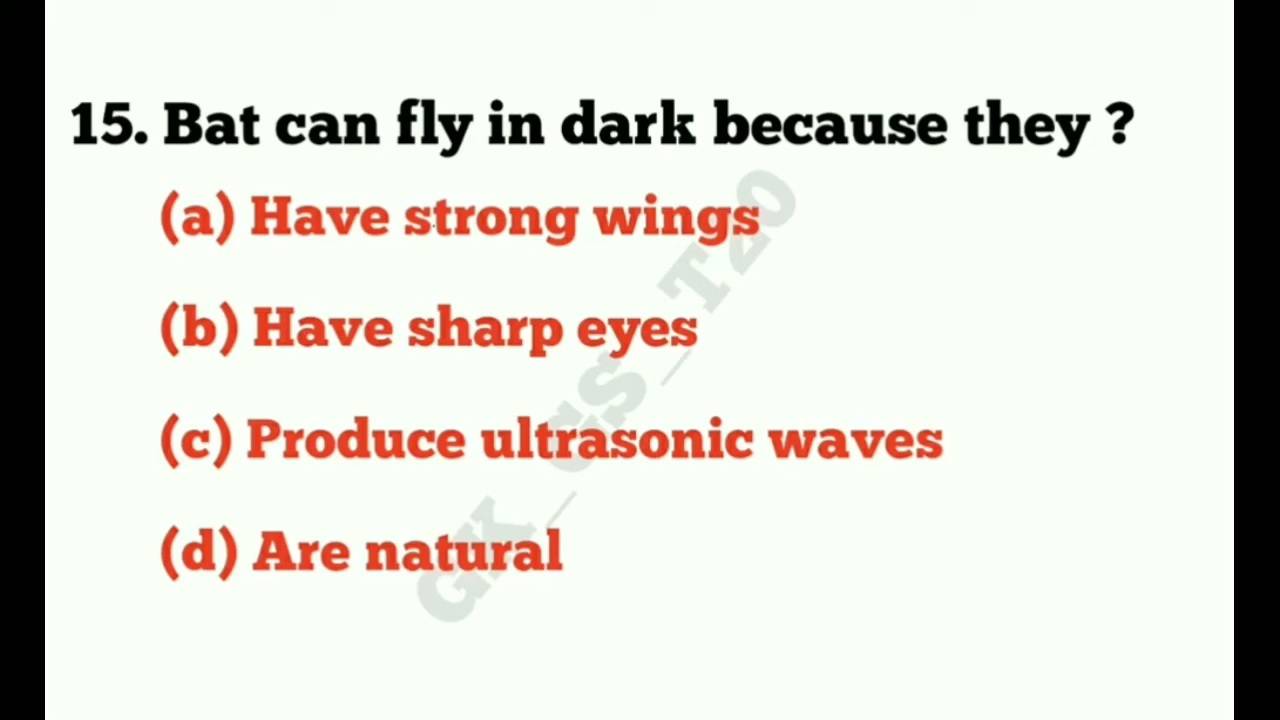 15. Bat can fly in dark because they ?
(a) Have strong wings
(b) Have sharp eyes
(c) Produce ultrasonic waves
(d) Are natural
GK_GS_T20